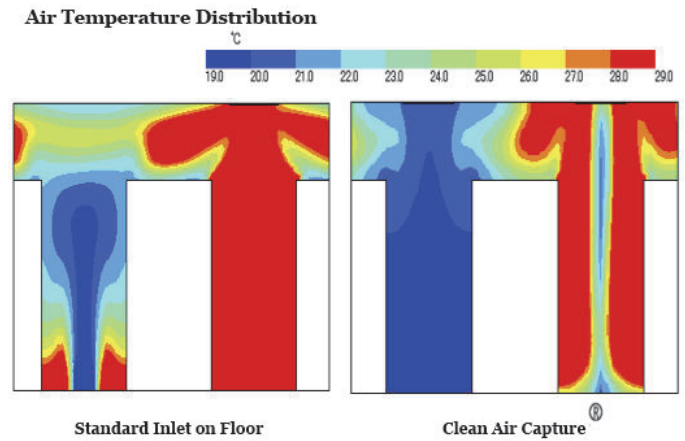 Air Temperature Distribution
℃
19.0 20.0 21.0 22.0 23.0 24.0 25.0 26.0 27.0 28.0 29.0
®
Standard Inlet on Floor Clean Air Capture